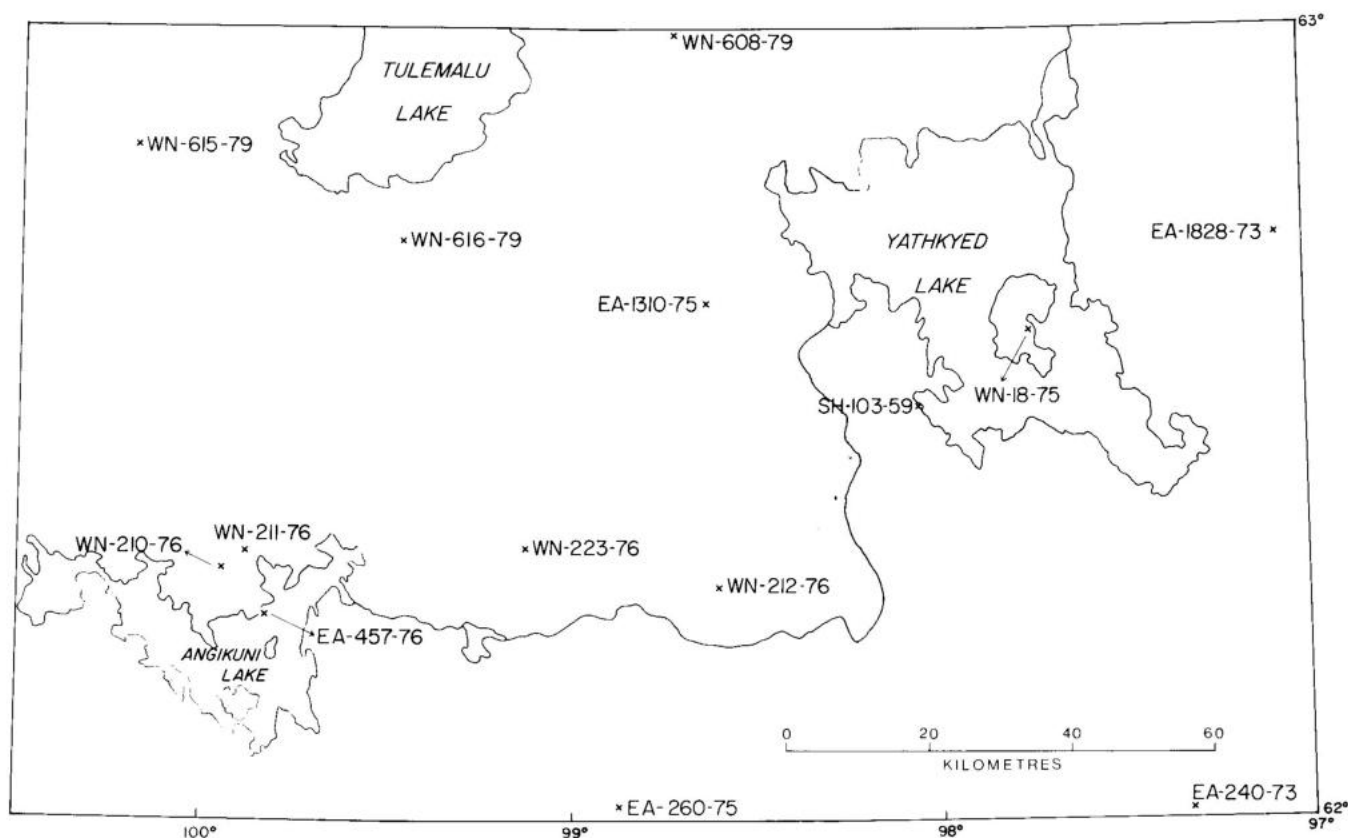 63°
WN-608-79
TULEMALU
LAKE
WN-615-79
WN-616-79
YATHKYED
LAKE
EA-1828-73
EA-1310-75
WN-18-75
SH-103-59
WN-210-76
WN-211-76
WN-223-76
WN-212-76
EA-457-76
ANGIKUNI
LAKE
0 20 40 60
KILOMETRES
EA-260-75
EA-240-73
62°
100° 99° 98° 97°